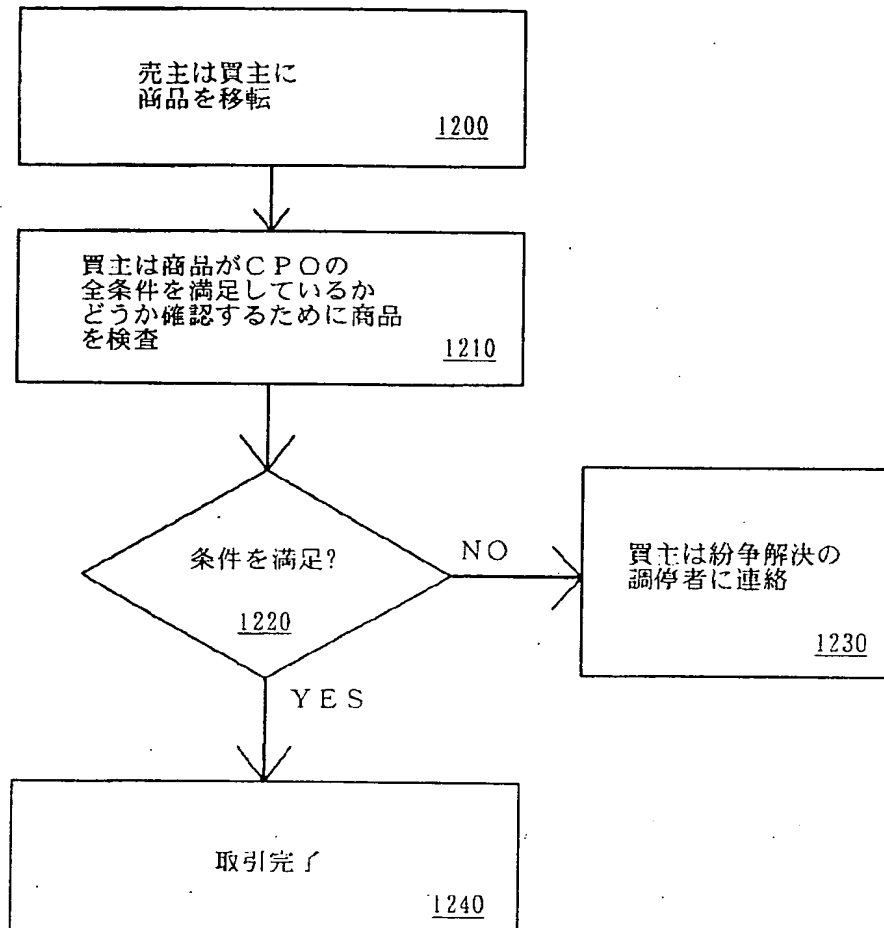 売主は買主に
商品を移転
1200
買主は商品がＣＰＯの
全条件を満足しているか
どうか確認するために商品
を検査
1210
条件を満足?
1220
ＮＯ
買主は紛争解決の
調停者に連絡
1230
ＹＥＳ
取引完了
1240